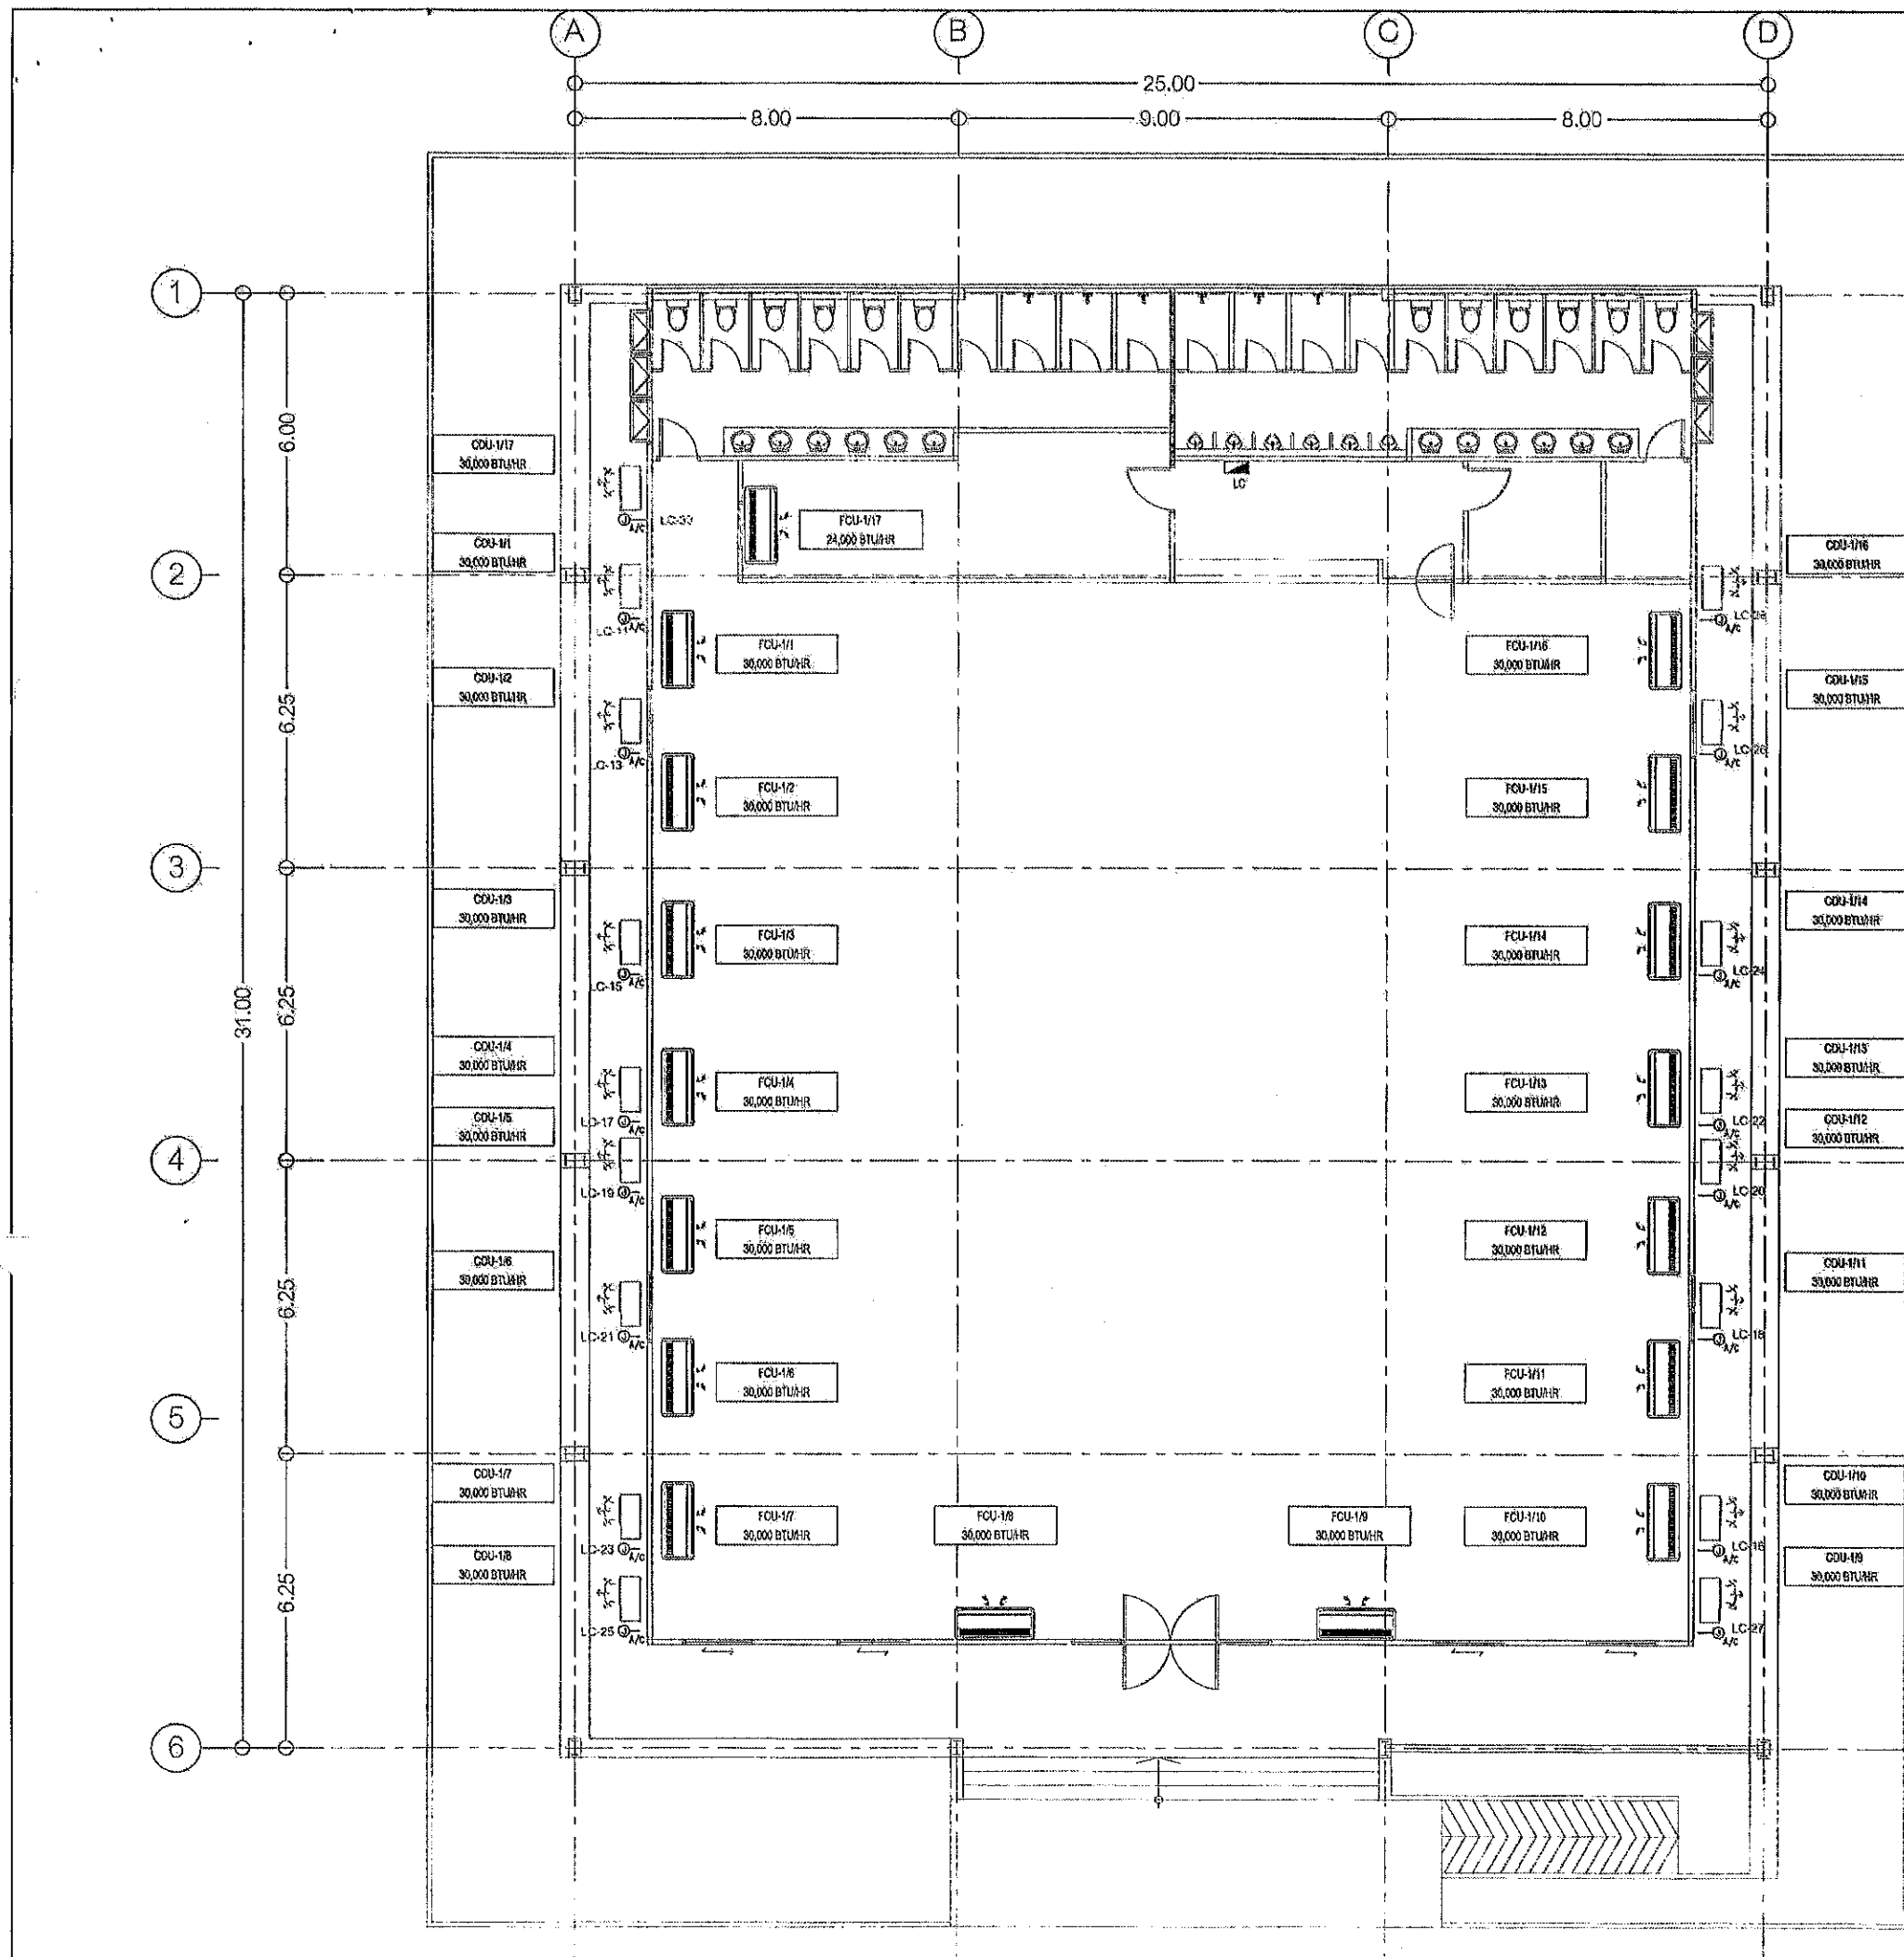 A B C D
25.00
8.00 9.00 8.00
1
6.00
CDU-1/17
30,000 BTU/HR
LC
A/C
FCU-1/17
24,000 BTU/HR
CDU-1/1
30,000 BTU/HR
CDU-1/16
30,000 BTU/HR
2
A/C
A/C
FCU-1/1
30,000 BTU/HR
FCU-1/16
30,000 BTU/HR
CDU-1/2
30,000 BTU/HR
CDU-1/15
30,000 BTU/HR
6.25
LC-13 A/C
LC-26 A/C
FCU-1/2
30,000 BTU/HR
FCU-1/15
30,000 BTU/HR
3
CDU-1/3
30,000 BTU/HR
CDU-1/14
30,000 BTU/HR
FCU-1/3
30,000 BTU/HR
FCU-1/14
30,000 BTU/HR
LC-15 A/C
LC-24 A/C
6.25
31.00
CDU-1/4
30,000 BTU/HR
CDU-1/13
30,000 BTU/HR
FCU-1/4
30,000 BTU/HR
FCU-1/13
30,000 BTU/HR
CDU-1/5
30,000 BTU/HR
CDU-1/12
30,000 BTU/HR
LC-17 A/C
LC-22 A/C
4
LC-19 A/C
LC-20 A/C
FCU-1/5
30,000 BTU/HR
FCU-1/12
30,000 BTU/HR
CDU-1/6
30,000 BTU/HR
CDU-1/11
30,000 BTU/HR
6.25
LC-21 A/C
LC-18 A/C
FCU-1/6
30,000 BTU/HR
FCU-1/11
30,000 BTU/HR
5
CDU-1/7
30,000 BTU/HR
CDU-1/10
30,000 BTU/HR
FCU-1/7
30,000 BTU/HR
FCU-1/8
30,000 BTU/HR
FCU-1/9
30,000 BTU/HR
FCU-1/10
30,000 BTU/HR
LC-23 A/C
LC-16 A/C
CDU-1/8
30,000 BTU/HR
CDU-1/9
30,000 BTU/HR
6.25
LC-25 A/C
LC-27 A/C
6